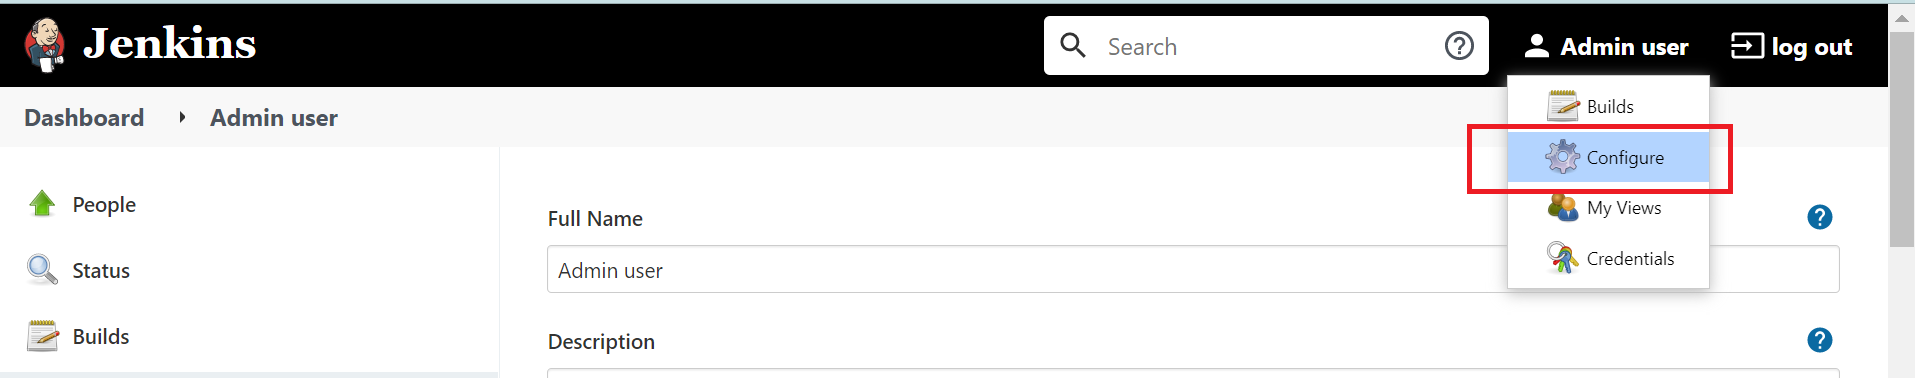 Jenkins
Search
Admin user
log out
Dashboard
Admin user
Builds
Configure
My Views
Credentials
People
Status
Builds
Full Name
Admin user
Description